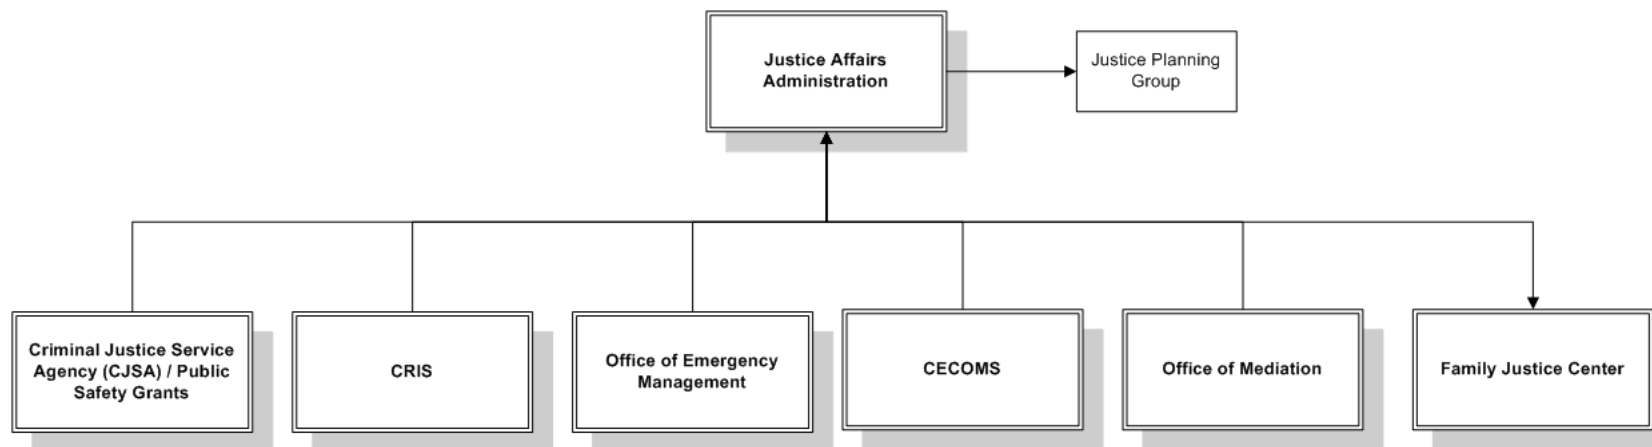 Justice Affairs
Administration
Justice Planning
Group
Criminal Justice Service
Agency (CJSA) / Public
Safety Grants
CRIS
Office of Emergency
Management
CECOMS
Office of Mediation
Family Justice Center